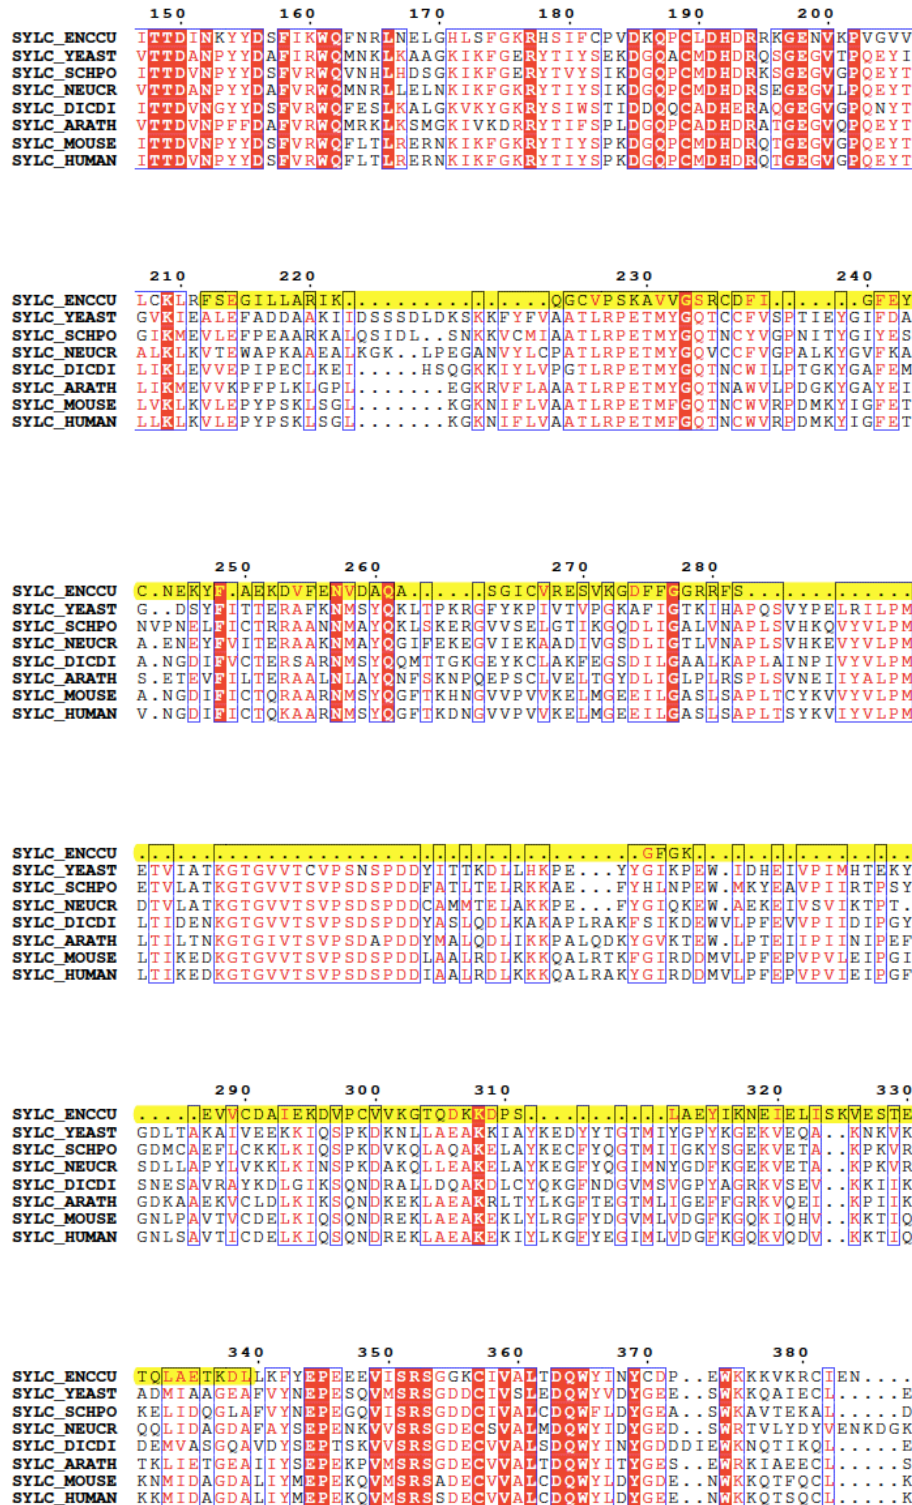 150 160 170 180 190 200
SYLC_ENCCU ITTDINKYYDSFIKWQFNRLNELGHLSFGKRHSIFCPVDKQPCLDHDRRKGENVKPVGVV
SYLC_YEAST VTTDANPYYDAFIRWQMNKLKAAGKIKFGERYTIYSEKDGQACMDHDRQSGEGVTPQEYI
SYLC_SCHPO ITTDVNPYYDSFVRWQVNHLHDSGKIKFGERYTVYSIKDGQPCMDHDRKSGEGVGPQEYT
SYLC_NEUCR VTTDANPYYDAFVRWQMNRLLELNKIKFGKRYTIYSIKDGQPCMDHDRSEGEGVLPQEYT
SYLC_DICDI ITTDVNGYYDSFVRWQFESLKALGKVKYGKRYSIWSTIDDQQCADHERAQGEGVGPQNYT
SYLC_ARATH VTTDVNPFFDAFVRWQMRKLKSMGKIVKDRRYTIFSPLDGQPCADHDRATGEGVQPQEYT
SYLC_MOUSE ITTDVNPYYDSFVRWQFLTLRERNKIKFGKRYTIYSPKDGQPCMDHDRQTGEGVGPQEYT
SYLC_HUMAN ITTDVNPYYDSFVRWQFLTLRERNKIKFGKRYTIYSPKDGQPCMDHDRQTGEGVGPQEYT
210 220 230 240
SYLC_ENCCU LCKLRFSEGILLARIK................QGCVPSKAVVGSRCDFI.......GFEY
SYLC_YEAST GVKIEALEFADDAAKIIDSSSDLDKSKKFYFVAATLRPETMYGQTCCFVSPTIEYGIFDA
SYLC_SCHPO GIKMEVLEFPEAARKALQSIDL..SNKKVCMIAATLRPETMYGQTNCYVGPNITYGIYES
SYLC_NEUCR ALKLKVTEWAPKAAEALKGK..LPEGANVYLCPATLRPETMYGQVCCFVGPALKYGVFKA
SYLC_DICDI LIKLEVVEPIPECLKEI.....HSQGKKIYLVPGTLRPETMYGQTNCWILPTGKYGAFEM
SYLC_ARATH LIKMEVVKPFPLKLGPL.......EGKRVFLAAATLRPETMYGQTNAWVLPDGKYGAYEI
SYLC_MOUSE LVKLKVLEPYPSKLSGL.......KGKNIFLVAATLRPETMFGQTNCWVRPDMKYIGFET
SYLC_HUMAN LLKLKVLEPYPSKLSGL.......KGKNIFLVAATLRPETMFGQTNCWVRPDMKYIGFET
250 260 270 280
SYLC_ENCCU C.NEKYF.AEKDVFENVDAQA......SGICVRESVKGDFFGGRRFS.............
SYLC_YEAST G..DSYFITTERAFKNMSYQKLTPKRGFYKPIVTVPGKAFIGTKIHAPQSVYPELRILPM
SYLC_SCHPO NVPNELFICTRRAANNMAYQKLSKERGVVSELGTIKGQDLIGALVNAPLSVHKQVYVLPM
SYLC_NEUCR A.ENEYFVITERAAKNMAYQGIFEKEGVIEKAADIVGSDLIGTLVNAPLSVHKEVYVLPM
SYLC_DICDI A.NGDIFVCTERSARNMSYQQMTTGKGEYKCLAKFEGSDILGAALKAPLAINPIVYVLPM
SYLC_ARATH S.ETEVFILTERAALNLAYQNFSKNPQEPSCLVELTGYDLIGLPLRSPLSVNEIIYALPM
SYLC_MOUSE A.NGDIFICTQRAARNMSYQGFTKHNGVVPVVKELMGEEILGASLSAPLTCYKVVYVLPM
SYLC_HUMAN V.NGDIFICTQKAARNMSYQGFTKDNGVVPVVKELMGEEILGASLSAPLTSYKVIYVLPM
SYLC_ENCCU .......................................GFGK.................
SYLC_YEAST ETVIATKGTGVVTCVPSNSPDDYITTKDLLHKPE...YYGIKPEW.IDHEIVPIMHTEKY
SYLC_SCHPO ETVLATKGTGVVTSVPSDSPDDFATLTELRKKAE...FYHLNPEW.MKYEAVPIIRTPSY
SYLC_NEUCR DTVLATKGTGVVTSVPSDSPDDCAMMTELAKKPE...FYGIQKEW.AEKEIVSVIKTPT.
SYLC_DICDI LTIDENKGTGVVTSVPSDSPDDYASLQDLKAKAPLRAKFSIKDEWVLPFEVVPIIDIPGY
SYLC_ARATH LTILTNKGTGIVTSVPSDAPDDYMALQDLIKKPALQDKYGVKTEW.LPTEIIPIINIPEF
SYLC_MOUSE LTIKEDKGTGVVTSVPSDSPDDLAALRDLKKKQALRTKFGIRDDMVLPFEPVPVLEIPGI
SYLC_HUMAN LTIKEDKGTGVVTSVPSDSPDDIAALRDLKKKQALRAKYGIRDDMVLPFEPVPVIEIPGF
290 300 310 320 330
SYLC_ENCCU .....EVVCDAIEKDVPCVVKGTQDKKDPS...........LAEYIKNEIELISKVESTE
SYLC_YEAST GDLTAKAIVEEKKIQSPKDKNLLAEAKKIAYKEDYYTGTMIYGPYKGEKVEQA..KNKVK
SYLC_SCHPO GDMCAEFLCKKLKIQSPKDVKQLAQAKELAYKECFYQGTMIIGKYSGEKVETA..KPKVR
SYLC_NEUCR SDLLAPYLVKKLKINSPKDAKQLLEAKELAYKEGFYQGIMNYGDFKGEKVETA..KPKVR
SYLC_DICDI SNESAVRAYKDLGIKSQNDRALLDQAKDLCYQKGFNDGVMSVGPYAGRKVSEV..KKIIK
SYLC_ARATH GDKAAEKVCLDLKIKSQNDKEKLAEAKRLTYLKGFTEGTMLIGEFFGRKVQEI..KPIIK
SYLC_MOUSE GNLPAVTVCDELKIQSQNDREKLAEAKEKLYLRGFYDGVMLVDGFKGQKIQHV..KKTIQ
SYLC_HUMAN GNLSAVTICDELKIQSQNDREKLAEAKEKIYLKGFYEGIMLVDGFKGQKVQDV..KKTIQ
340 350 360 370 380
SYLC_ENCCU TQLAETKDLLKFYEPEEEVISRSGGKCIVALTDQWYINYCDP..EWKKKVKRCIEN....
SYLC_YEAST ADMIAAGEAFVYNEPESQVMSRSGDDCIVSLEDQWYVDYGEE..SWKKQAIECL.....E
SYLC_SCHPO KELIDQGLAFVYNEPEGQVISRSGDDCIVALCDQWFLDYGEA..SWKAVTEKAL.....D
SYLC_NEUCR QQLIDAGDAFAYSEPENKVVSRSGDECSVALMDQWYIDYGED..SWRTVLYDYVENKDGK
SYLC_DICDI DEMVASGQAVDYSEPTSKVVSRSGDECVVALSDQWYINYGDDDIEWKNQTIKQL.....E
SYLC_ARATH TKLIETGEAIIYSEPEKPVMSRSGDECVVALTDQWYITYGES..EWRKIAEECL.....S
SYLC_MOUSE KNMIDAGDALIYMEPEKQVMSRSADECVVALCDQWYLDYGDE..NWKKQTFQCL.....K
SYLC_HUMAN KKMIDAGDALIYMEPEKQVMSRSSDECVVALCDQWYLDYGEE..NWKKQTSQCL.....K